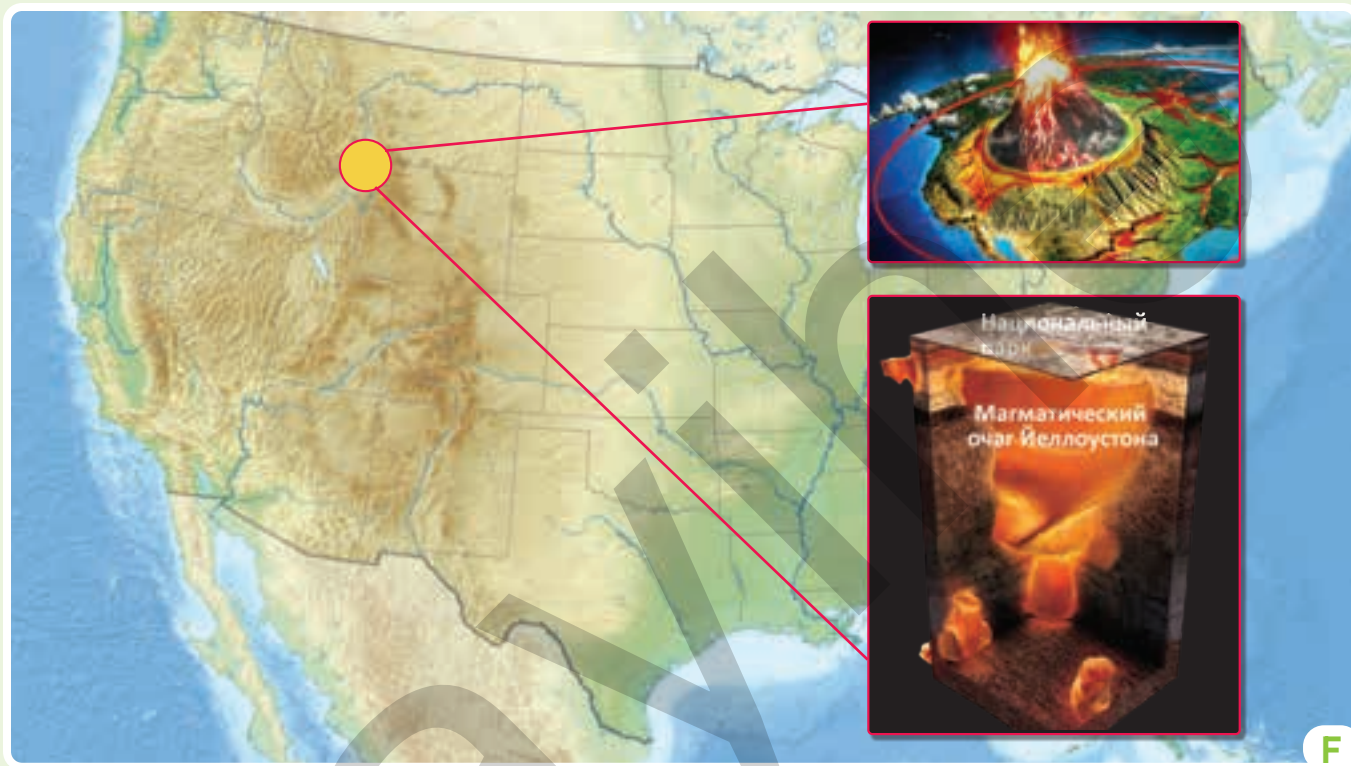 Национальный
парк
Магматический
очаг Йеллоустона
F